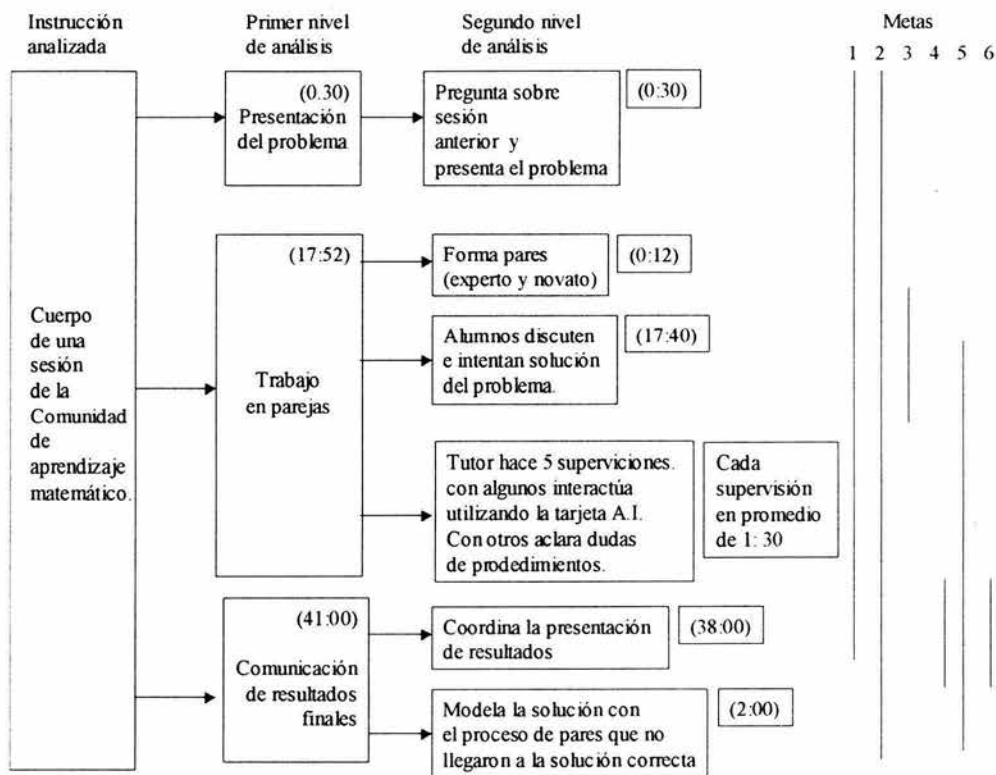 Instrucción
analizada
Primer nivel
de análisis
Segundo nivel
de análisis
Metas
1 2 3 4 5 6
Cuerpo
de una
sesión
de la
Comunidad
de
aprendizaje
matemático.
(0.30)
Presentación
del problema
Pregunta sobre
sesión
anterior y
presenta el problema
(0:30)
(17:52)
Trabajo
en parejas
Forma pares
(experto y novato)
(0:12)
Alumnos discuten
e intentan solución
del problema.
(17:40)
Tutor hace 5 superviciones.
con algunos interactúa
utilizando la tarjeta A.I.
Con otros aclara dudas
de prodedimientos.
Cada
supervisión
en promedio
de 1: 30
(41:00)
Comunicación
de resultados
finales
Coordina la presentación
de resultados
(38:00)
Modela la solución con
el proceso de pares que no
llegaron a la solución correcta
(2:00)